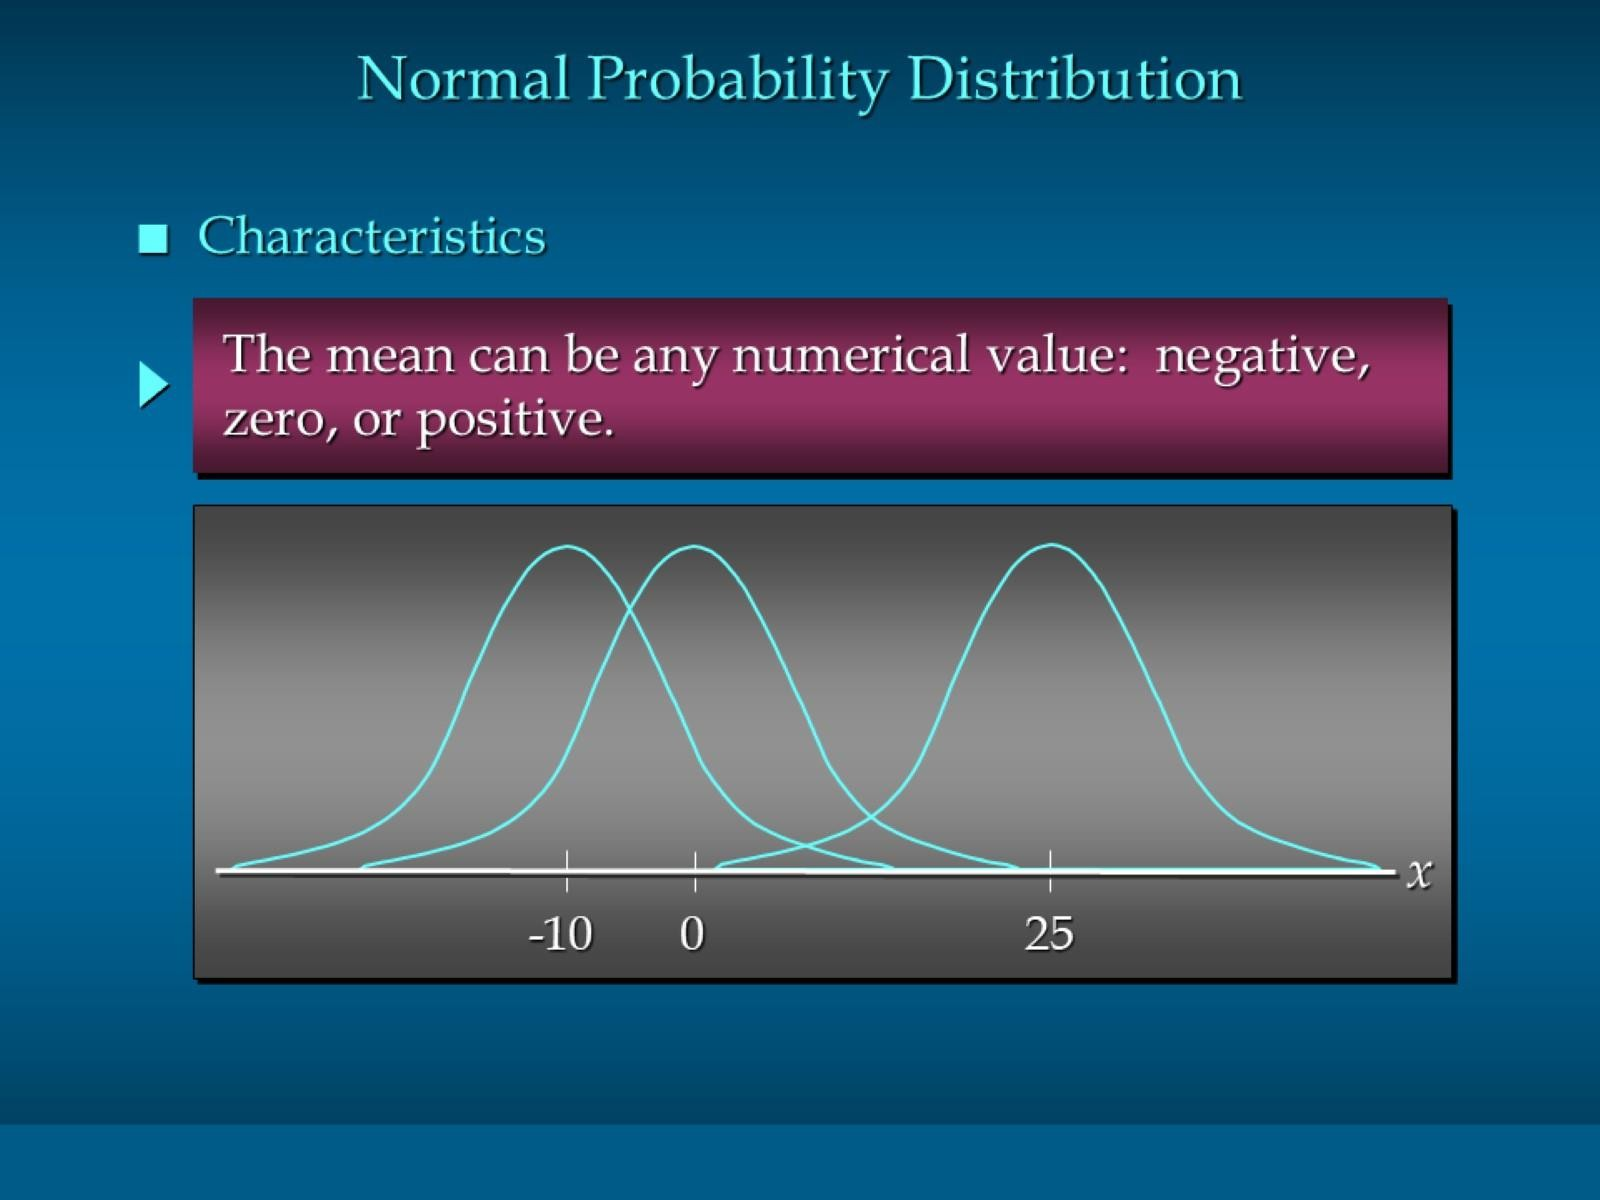 Normal Probability Distribution
Characteristics
The mean can be any numerical value:  negative,
zero, or positive.
x
-10 0 25